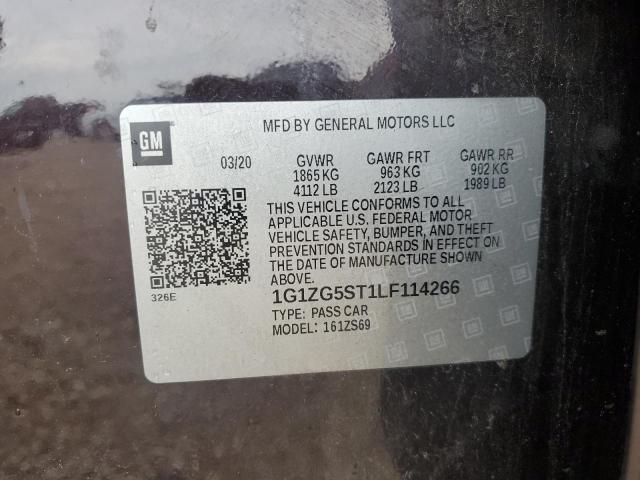 GM
MFD BY GENERAL MOTORS LLC
03/20 GVWR GAWR FRT GAWR RR
1865 KG 963 KG 902 KG
4112 LB 2123 LB 1989 LB
THIS VEHICLE CONFORMS TO ALL
APPLICABLE U.S. FEDERAL MOTOR
VEHICLE SAFETY, BUMPER, AND THEFT
PREVENTION STANDARDS IN EFFECT ON
THE DATE OF MANUFACTURE SHOWN
ABOVE.
326E
1G1ZG5ST1LF114266
TYPE: PASS CAR
MODEL: 161ZS69